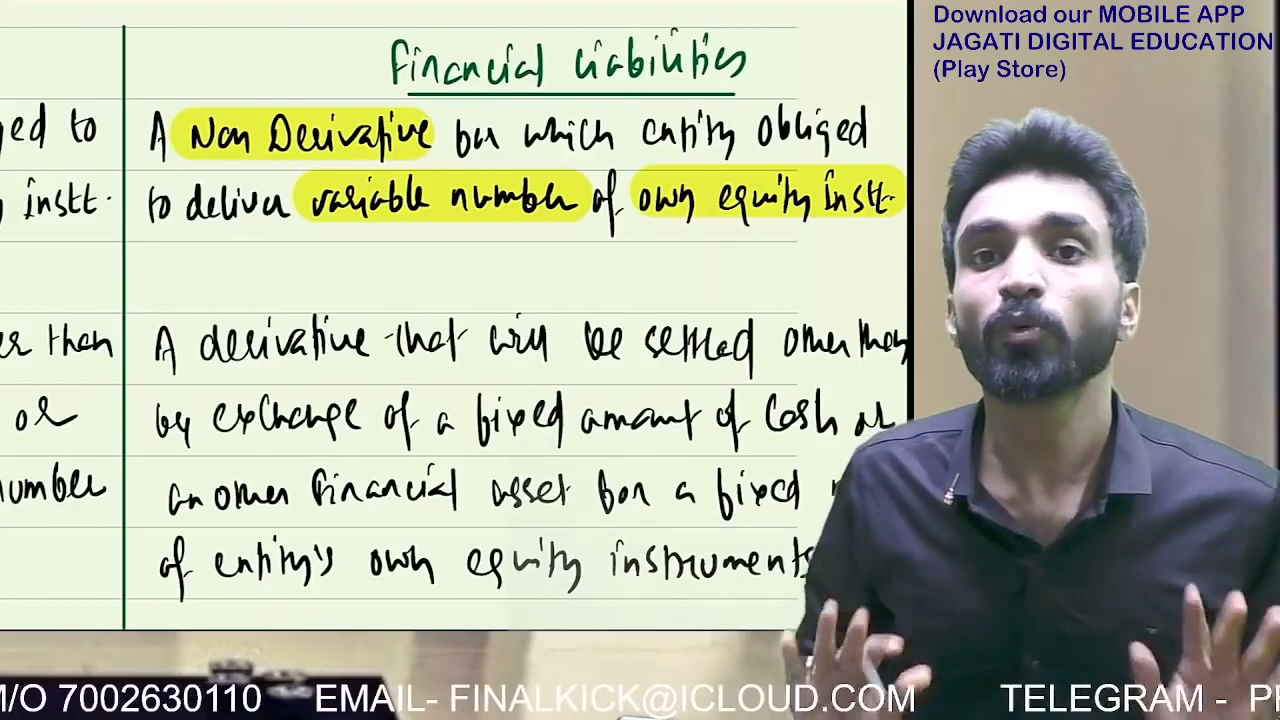 Download our MOBILE APP
JAGATI DIGITAL EDUCATION
(Play Store)
Financial Liabilities
ged to
instt.
A Non Derivative for which entity obliged
to deliver variable number of own equity instt.
er than
or
number
A derivative that will be settled other than
by exchange of a fixed amount of cash or
another financial asset for a fixed
of entity's own equity instruments
M/O 7002630110 EMAIL- FINALKICK@ICLOUD.COM TELEGRAM -